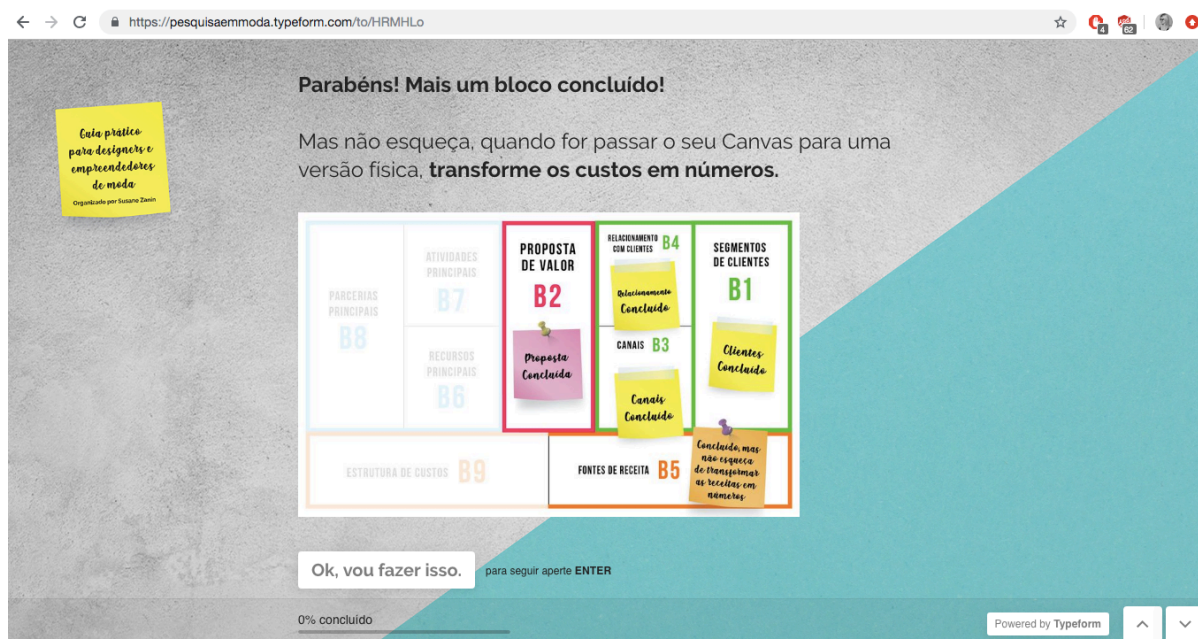 https://pesquisaemmoda.typeform.com/to/HRMHLo
4
62
Guia prático
para designers e
empreendedores
de moda
Organizado por Susane Zanin
Parabéns! Mais um bloco concluído!
Mas não esqueça, quando for passar o seu Canvas para uma
versão física, transforme os custos em números.
PARCERIAS
PRINCIPAIS
B8
ATIVIDADES
PRINCIPAIS
B7
RECURSOS
PRINCIPAIS
B6
PROPOSTA
DE VALOR
B2
Proposta
Concluída
RELACIONAMENTO
COM CLIENTES B4
Relacionamento
Concluído
CANAIS B3
Canais
Concluído
SEGMENTOS
DE CLIENTES
B1
Clientes
Concluído
ESTRUTURA DE CUSTOS B9
FONTES DE RECEITA B5
Concluído, mas
não esqueça
de transformar
as receitas em
números
Ok, vou fazer isso.
para seguir aperte ENTER
0% concluído
Powered by Typeform